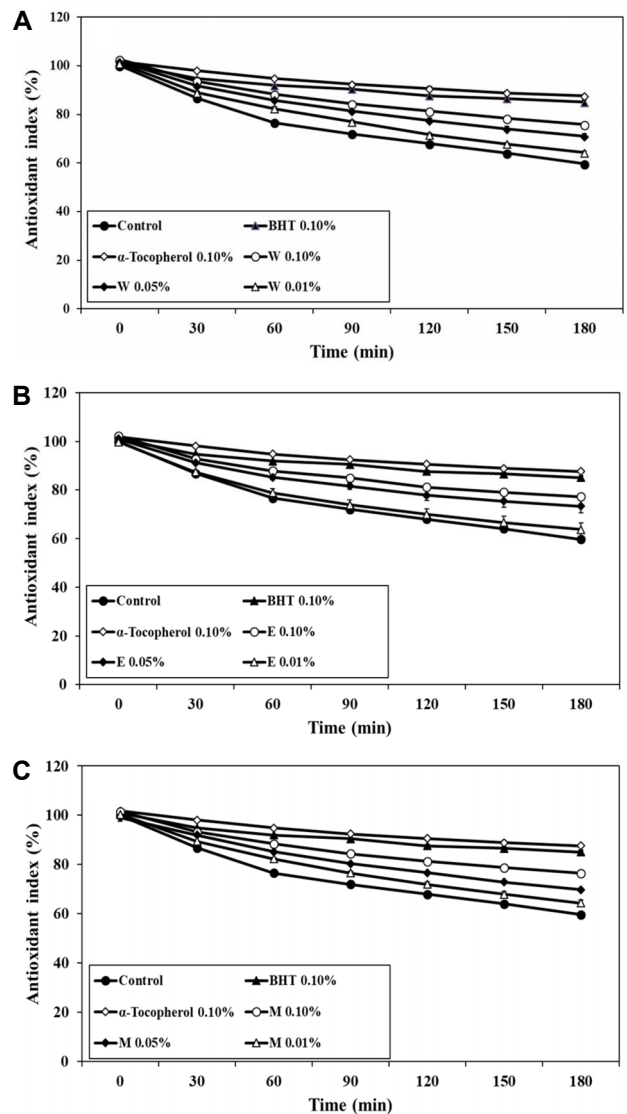 A
Antioxidant index (%)
120
100
80
60
40
20
0
Control
BHT 0.10%
α-Tocopherol 0.10%
W 0.10%
W 0.05%
W 0.01%
0 30 60 90 120 150 180
Time (min)
B
Antioxidant index (%)
120
100
80
60
40
20
0
Control
BHT 0.10%
α-Tocopherol 0.10%
E 0.10%
E 0.05%
E 0.01%
0 30 60 90 120 150 180
Time (min)
C
Antioxidant index (%)
120
100
80
60
40
20
0
Control
BHT 0.10%
α-Tocopherol 0.10%
M 0.10%
M 0.05%
M 0.01%
0 30 60 90 120 150 180
Time (min)